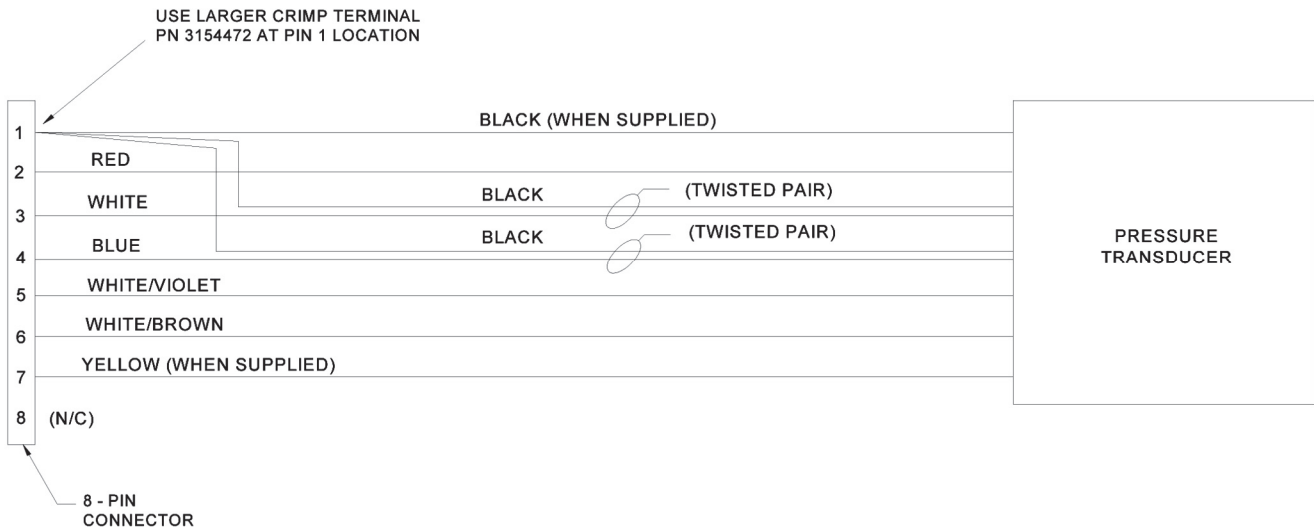 USE LARGER CRIMP TERMINAL
PN 3154472 AT PIN 1 LOCATION
1
BLACK (WHEN SUPPLIED)
RED
2
WHITE
BLACK
(TWISTED PAIR)
3
BLUE
BLACK
(TWISTED PAIR)
4
PRESSURE
TRANSDUCER
WHITE/VIOLET
5
WHITE/BROWN
6
YELLOW (WHEN SUPPLIED)
7
8
(N/C)
8 - PIN
CONNECTOR